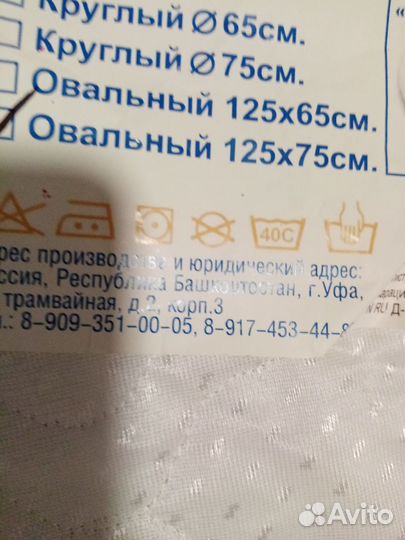 Круглый Ø 65см.
Круглый Ø 75см.
Овальный 125x65см.
Овальный 125x75см.
40C
рес производства и юридический адрес:
ссия, Республика Башкортостан, г.Уфа,
трамвайная, д.2, корп.3
.: 8-909-351-00-05, 8-917-453-44-
RU Д-
Avito